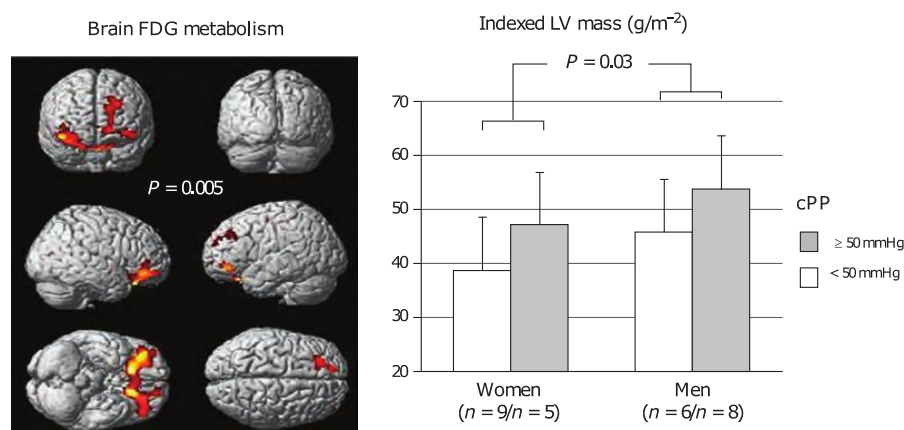 Brain FDG metabolism
P = 0.005
Indexed LV mass (g/m⁻²)
P = 0.03
70
60
50
40
30
20
Women
(n = 9/n = 5)
Men
(n = 6/n = 8)
cPP
≥ 50 mmHg
< 50 mmHg